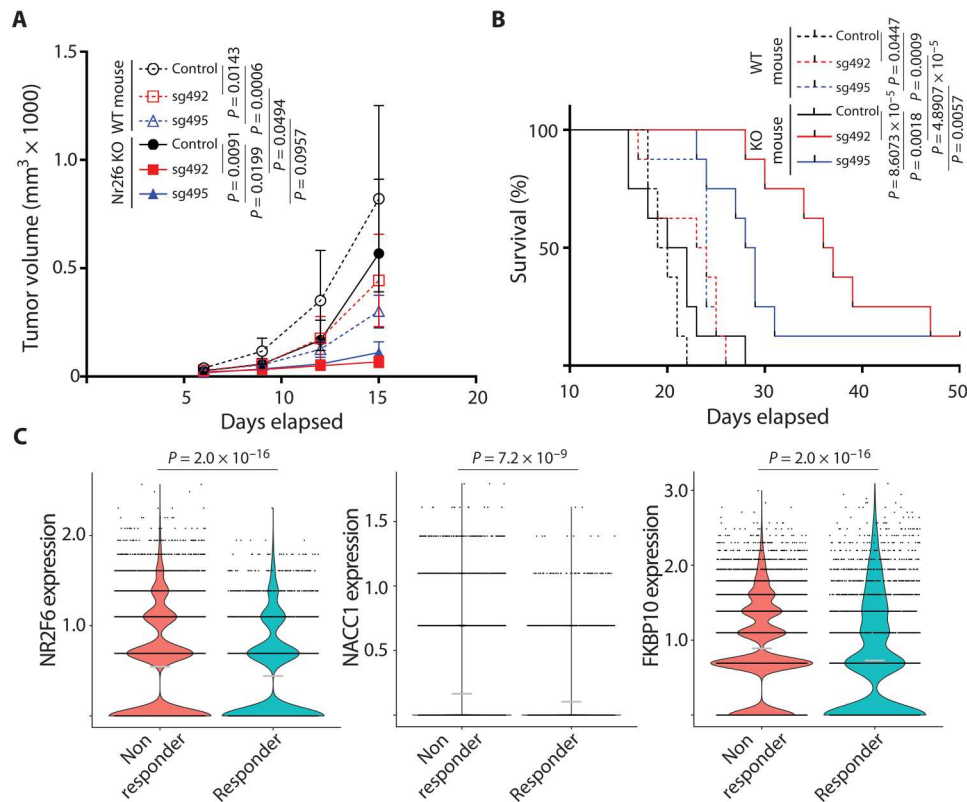 A
1.5
1.0
0.5
0
Tumor volume (mm³ × 1000)
0
5
10
15
20
Days elapsed
WT mouse
Control
sg492
sg495
Nr2f6 KO
Control
sg492
sg495
P = 0.0143
P = 0.0006
P = 0.0091
P = 0.0199
P = 0.0494
P = 0.0957
B
100
50
Survival (%)
10
20
30
40
50
Days elapsed
WT mouse
Control
sg492
sg495
KO mouse
Control
sg492
sg495
P = 0.0447
P = 0.0009
P = 8.6073 × 10⁻⁵
P = 0.0018
P = 4.8907 × 10⁻⁵
P = 0.0057
C
P = 2.0 × 10⁻¹⁶
2.0
1.0
NR2F6 expression
Non responder
Responder
P = 7.2 × 10⁻⁹
1.5
1.0
0.5
NACC1 expression
Non responder
Responder
P = 2.0 × 10⁻¹⁶
3.0
2.0
1.0
FKBP10 expression
Non responder
Responder